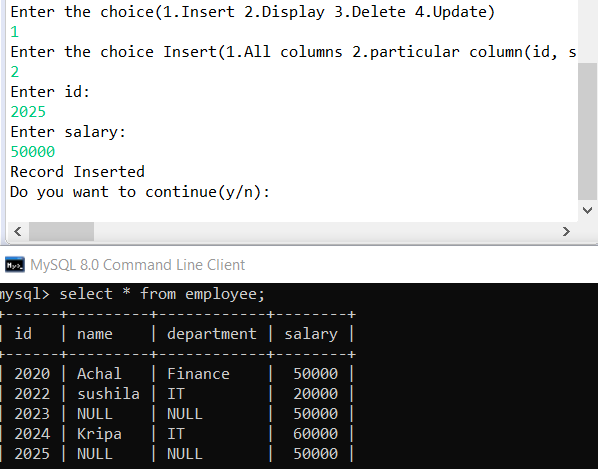 Enter the choice(1.Insert 2.Display 3.Delete 4.Update)
1
Enter the choice Insert(1.All columns 2.particular column(id, s
2
Enter id:
2025
Enter salary:
50000
Record Inserted
Do you want to continue(y/n):
MySQL 8.0 Command Line Client
mysql> select * from employee;
+------+---------+------------+--------+
| id   | name    | department | salary |
+------+---------+------------+--------+
| 2020 | Achal   | Finance    |  50000 |
| 2022 | sushila | IT         |  20000 |
| 2023 | NULL    | NULL       |  50000 |
| 2024 | Kripa   | IT         |  60000 |
| 2025 | NULL    | NULL       |  50000 |